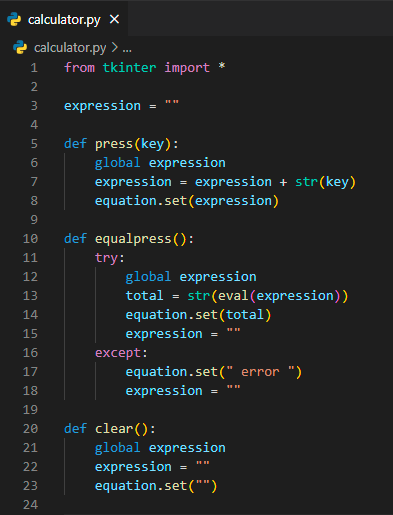 calculator.py ×
calculator.py > ...
1 from tkinter import *
2
3 expression = ""
4
5 def press(key):
6     global expression
7     expression = expression + str(key)
8     equation.set(expression)
9
10 def equalpress():
11     try:
12         global expression
13         total = str(eval(expression))
14         equation.set(total)
15         expression = ""
16     except:
17         equation.set(" error ")
18         expression = ""
19
20 def clear():
21     global expression
22     expression = ""
23     equation.set("")
24